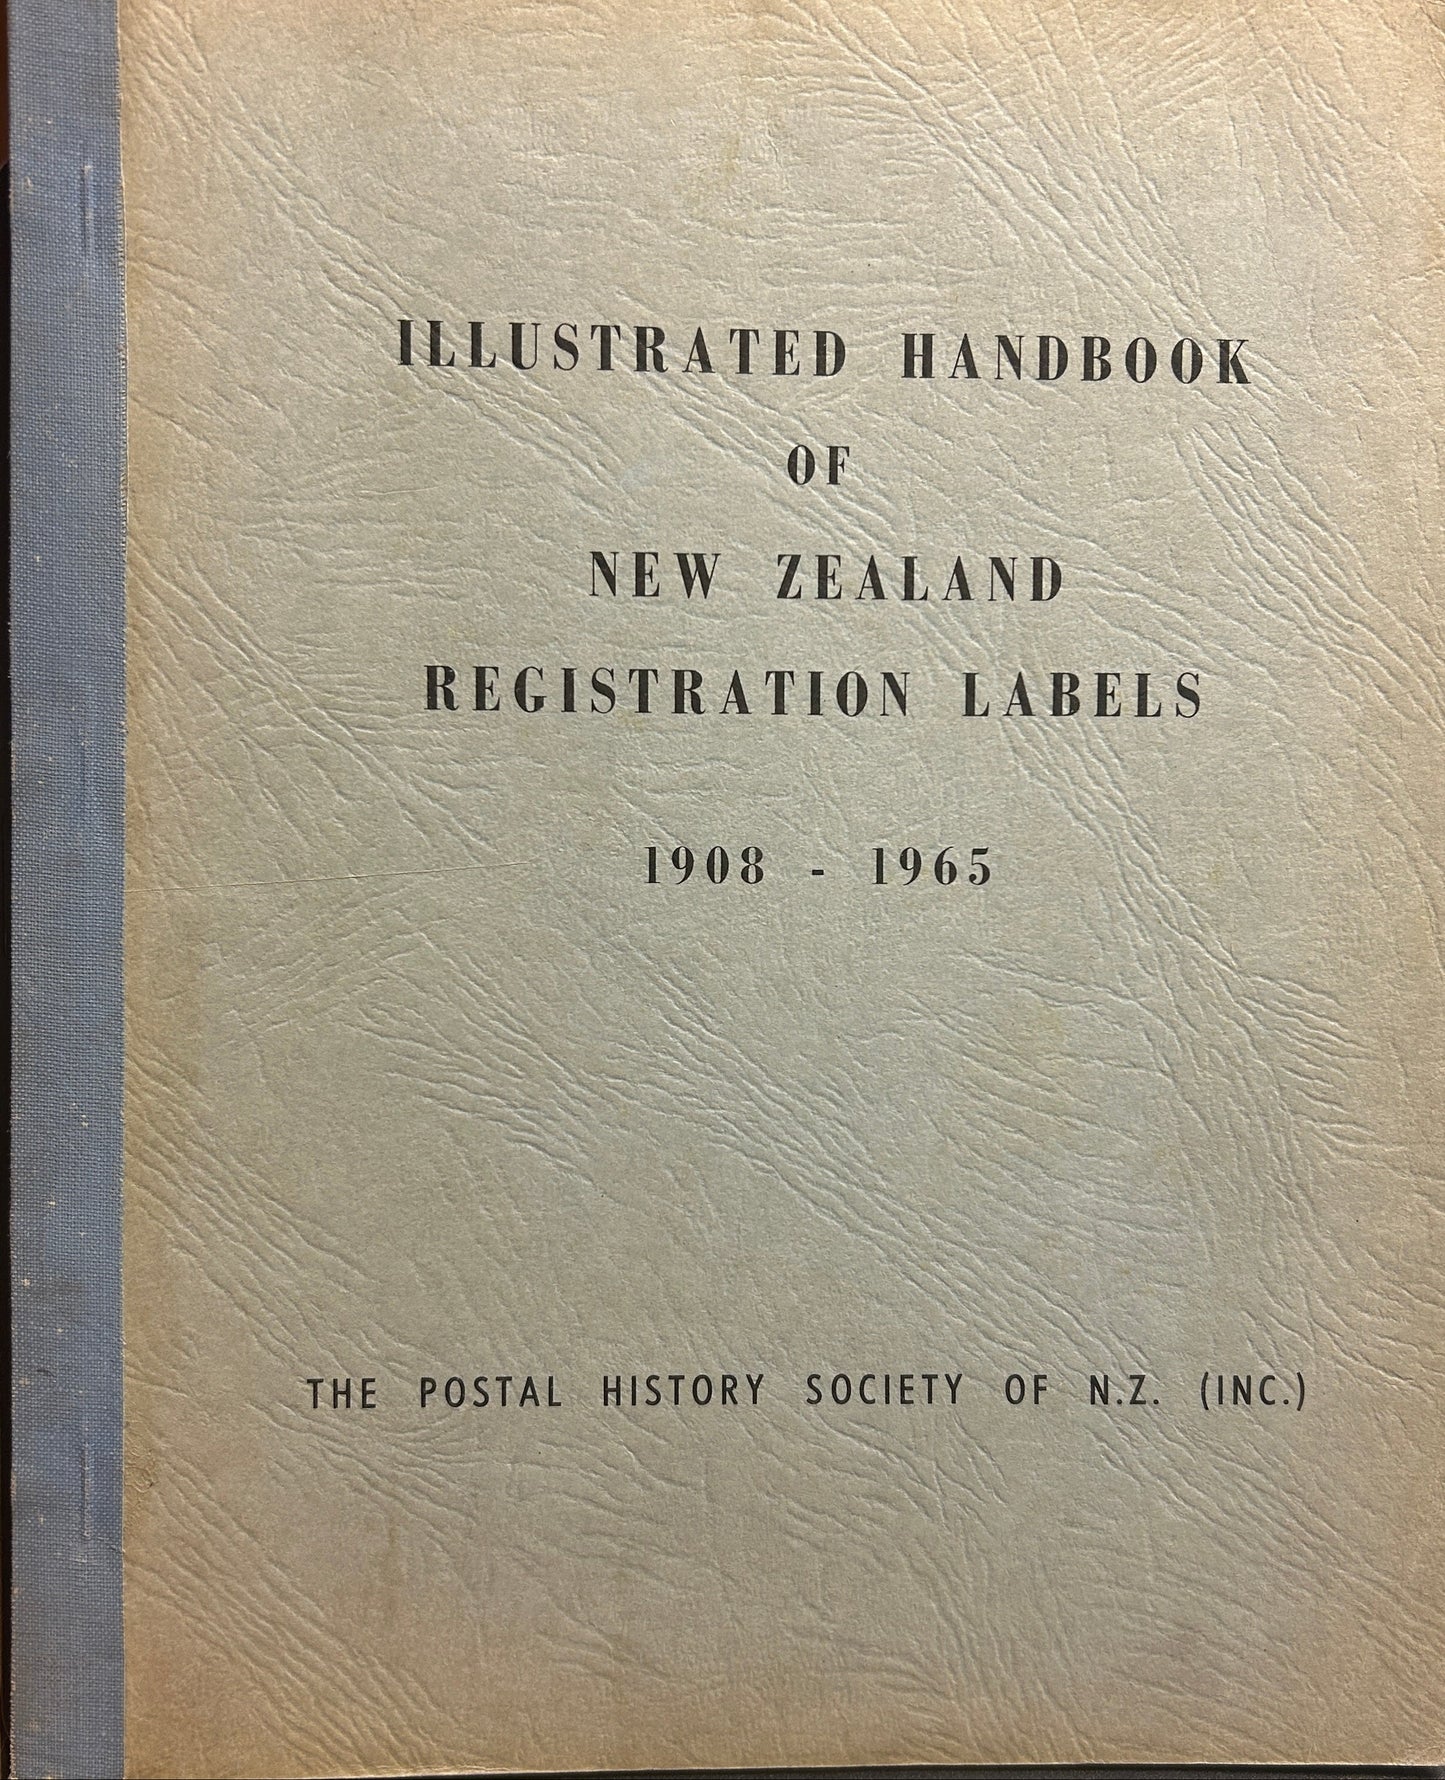 ILLUSTRATED HANDBOOK
OF
NEW ZEALAND
REGISTRATION LABELS
1908 - 1965
THE POSTAL HISTORY SOCIETY OF N.Z. (INC.)